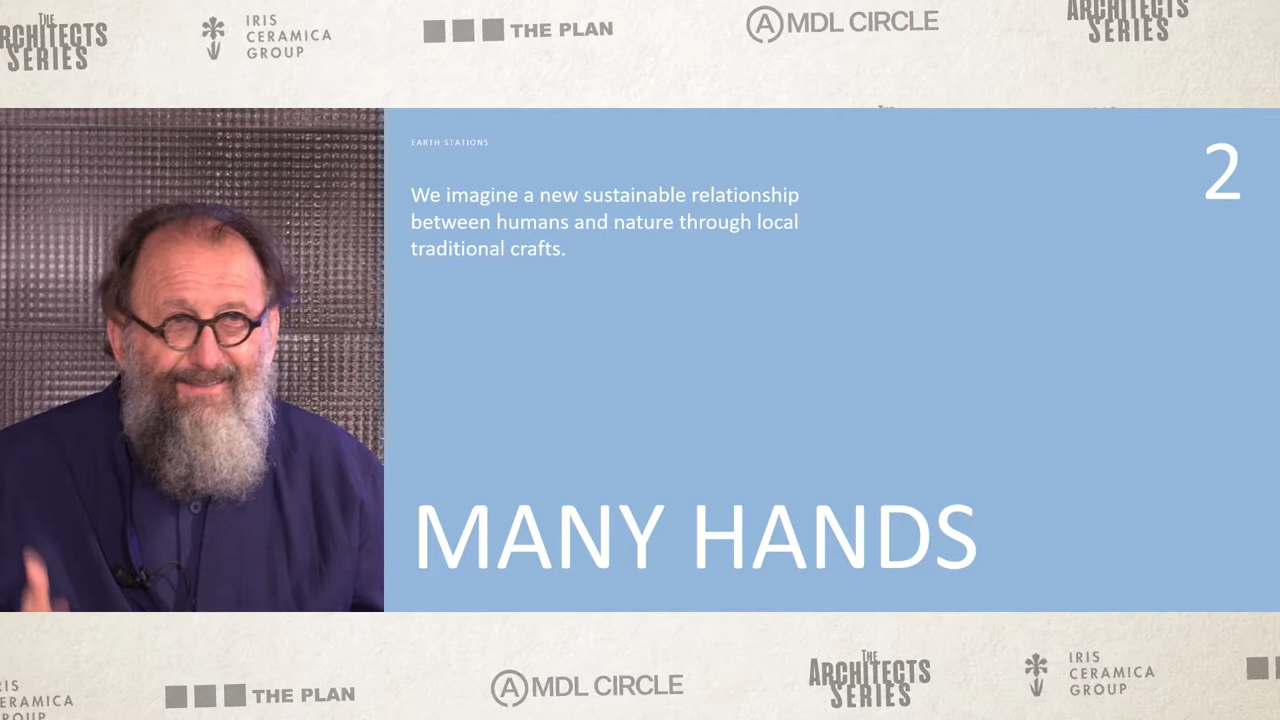 THE
ARCHITECTS
SERIES
IRIS
CERAMICA
GROUP
THE PLAN
A MDL CIRCLE
ARCHITECTS
SERIES
EARTH STATIONS
2
We imagine a new sustainable relationship
between humans and nature through local
traditional crafts.
MANY HANDS
IRIS
CERAMICA
GROUP
THE PLAN
A MDL CIRCLE
THE
ARCHITECTS
SERIES
IRIS
CERAMICA
GROUP